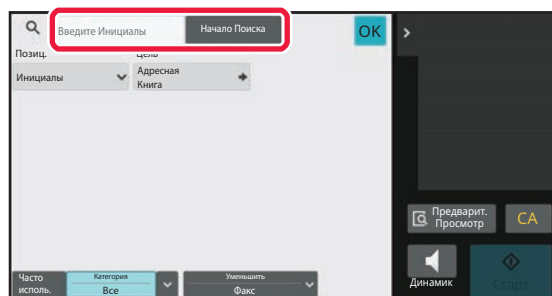 Введите Инициалы
Начало Поиска
OK
Позиц.
Цель
Инициалы
Адресная
Книга
Предварит.
Просмотр
CA
Часто
исполь.
Категория
Все
Уменьшить
Факс
Динамик
Старт